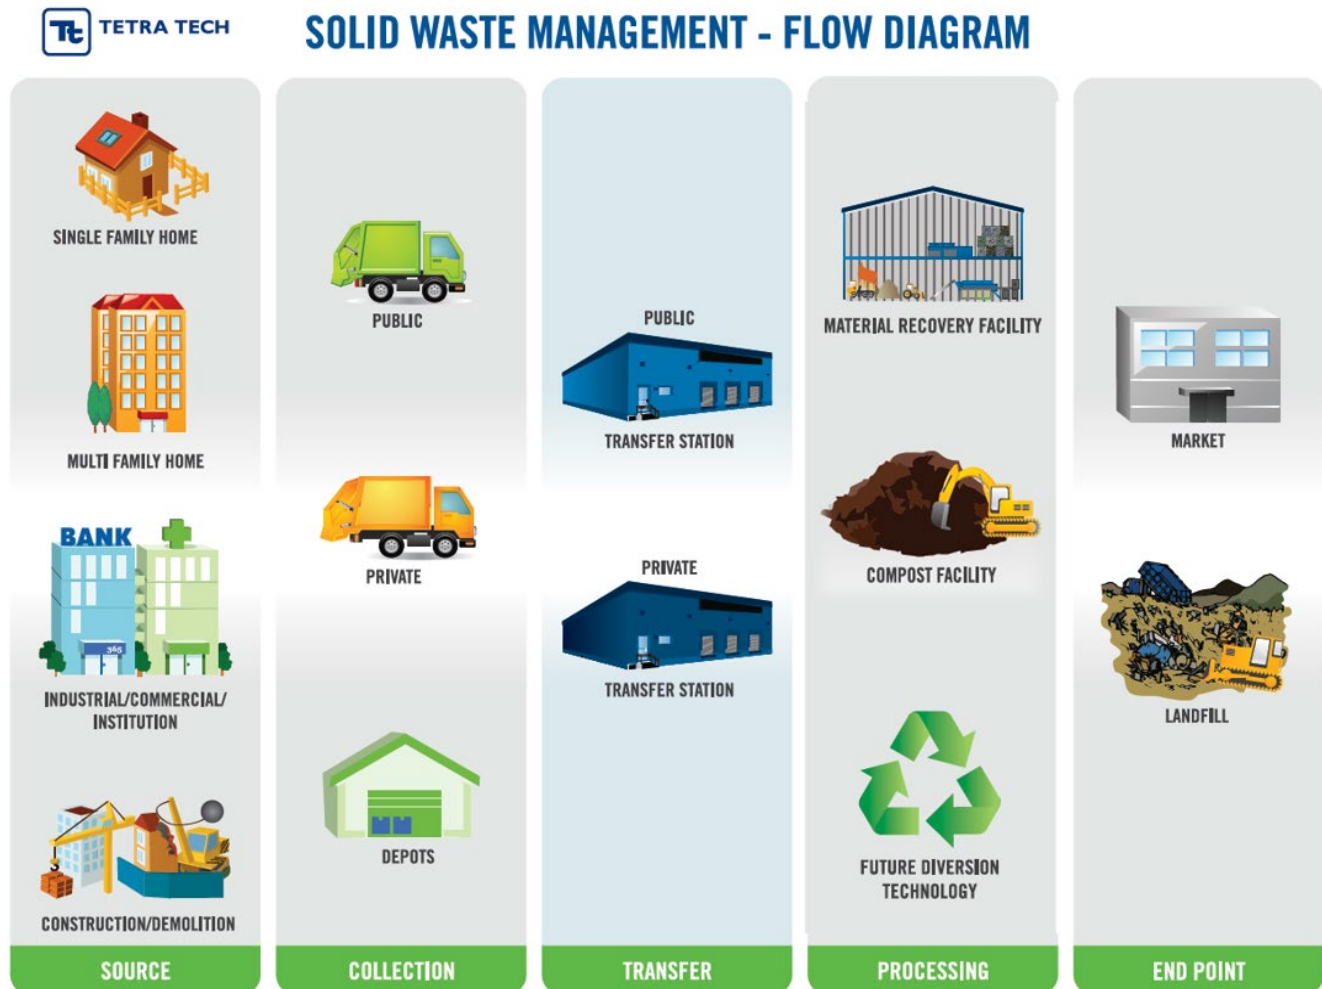 Tt TETRA TECH
SOLID WASTE MANAGEMENT - FLOW DIAGRAM
SINGLE FAMILY HOME
MULTI FAMILY HOME
BANK
365
INDUSTRIAL/COMMERCIAL/
INSTITUTION
CONSTRUCTION/DEMOLITION
SOURCE
PUBLIC
PRIVATE
DEPOTS
COLLECTION
PUBLIC
TRANSFER STATION
PRIVATE
TRANSFER STATION
TRANSFER
MATERIAL RECOVERY FACILITY
COMPOST FACILITY
FUTURE DIVERSION
TECHNOLOGY
PROCESSING
MARKET
LANDFILL
END POINT